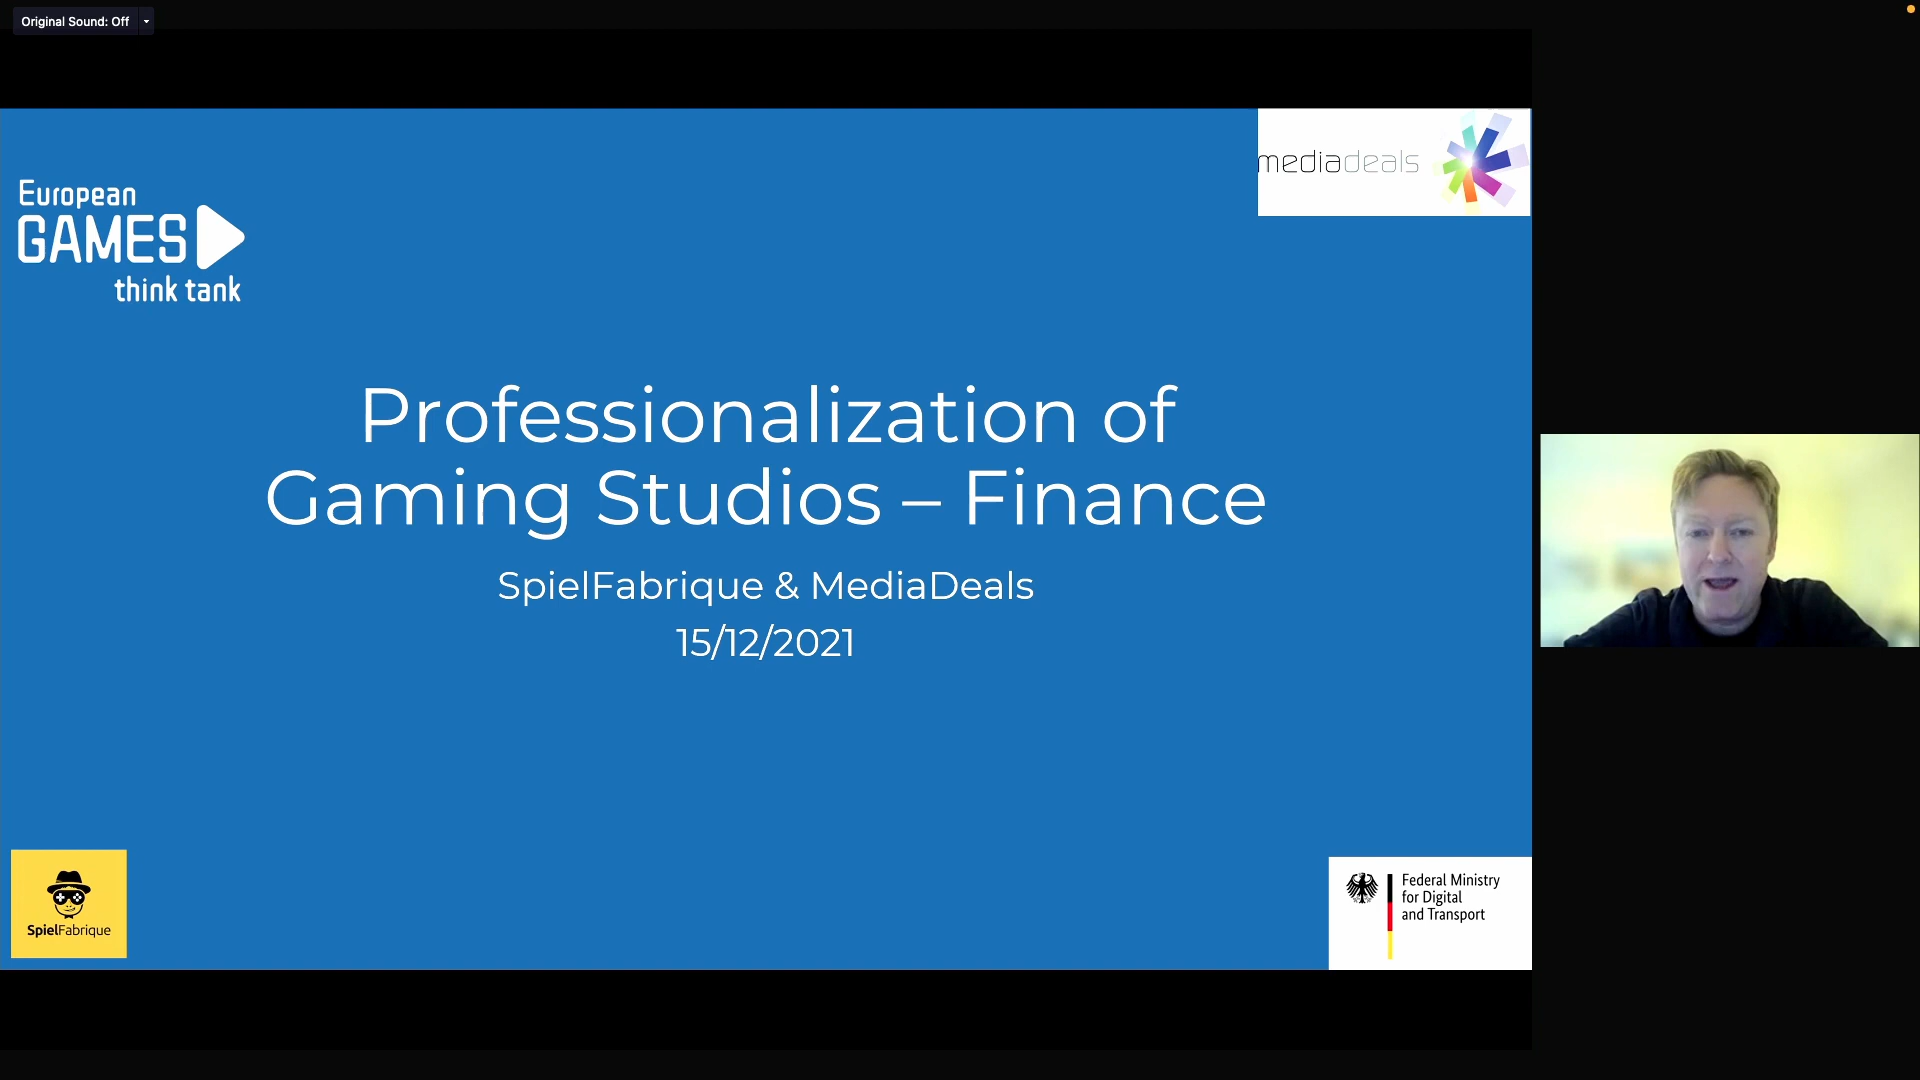 Original Sound: Off
mediadeals
European
GAMES
think tank
Professionalization of
Gaming Studios – Finance
SpielFabrique & MediaDeals
15/12/2021
SpielFabrique
Federal Ministry
for Digital
and Transport